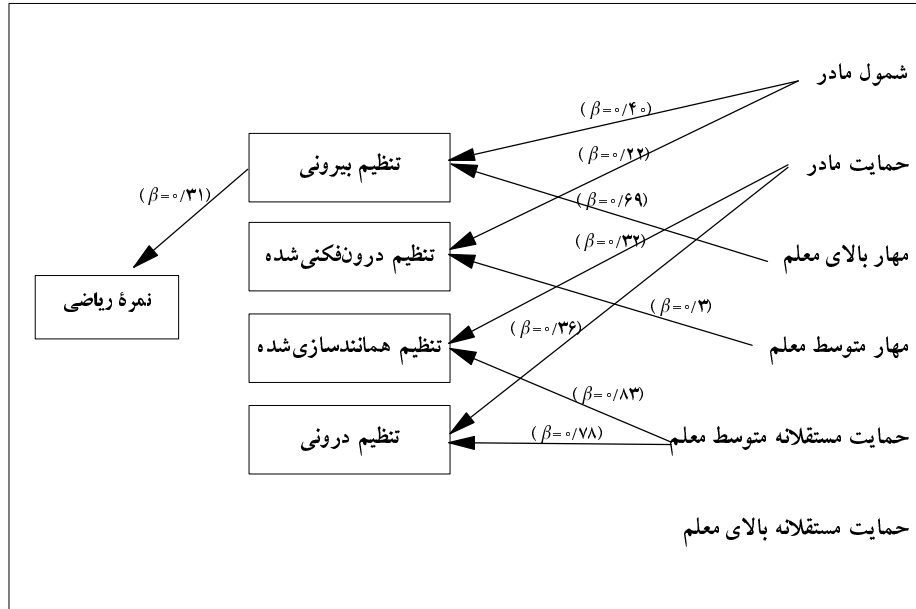 شمول مادر
(β=۰/۴۰)
(β=۰/۲۲)
حمایت مادر
تنظیم بیرونی
(β=۰/۳۱)
(β=۰/۶۹)
(β=۰/۳۲)
مهار بالای معلم
تنظیم درون‌فکنی‌شده
نمرهٔ ریاضی
(β=۰/۳)
(β=۰/۳۶)
مهار متوسط معلم
تنظیم همانندسازی‌شده
(β=۰/۸۳)
حمایت مستقلانه متوسط معلم
(β=۰/۷۸)
تنظیم درونی
حمایت مستقلانه بالای معلم